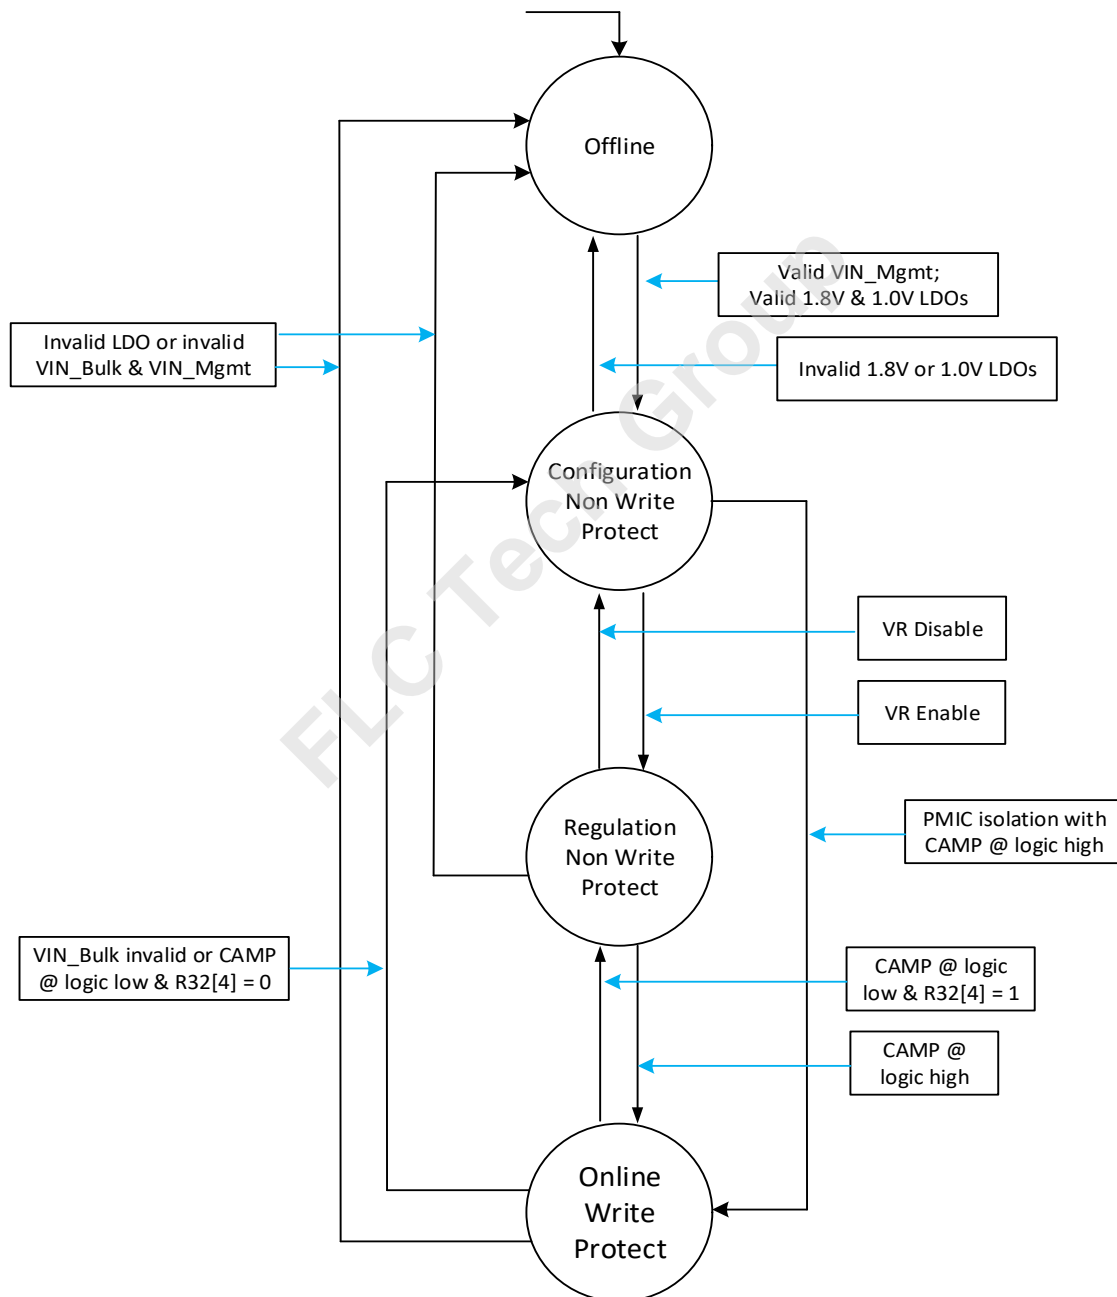 Offline
Valid VIN_Mgmt;
Valid 1.8V & 1.0V LDOs
Invalid LDO or invalid
VIN_Bulk & VIN_Mgmt
Invalid 1.8V or 1.0V LDOs
Configuration
Non Write
Protect
VR Disable
VR Enable
PMIC isolation with
CAMP @ logic high
Regulation
Non Write
Protect
VIN_Bulk invalid or CAMP
@ logic low & R32[4] = 0
CAMP @ logic
low & R32[4] = 1
CAMP @
logic high
Online
Write
Protect
FLC Tech Group